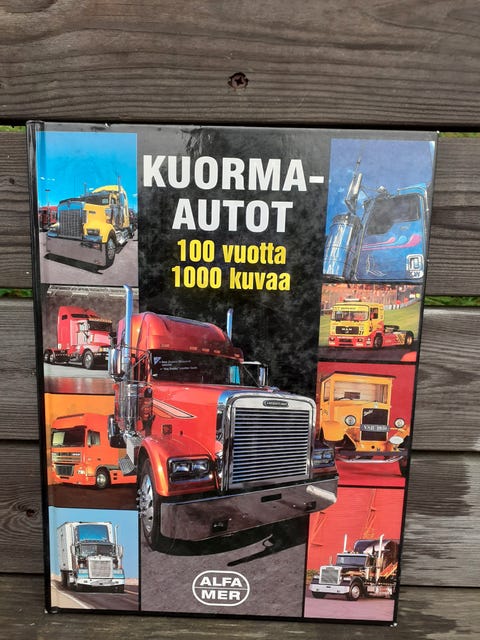 KUORMA-
AUTOT
100 vuotta
1000 kuvaa
ALFA
MER